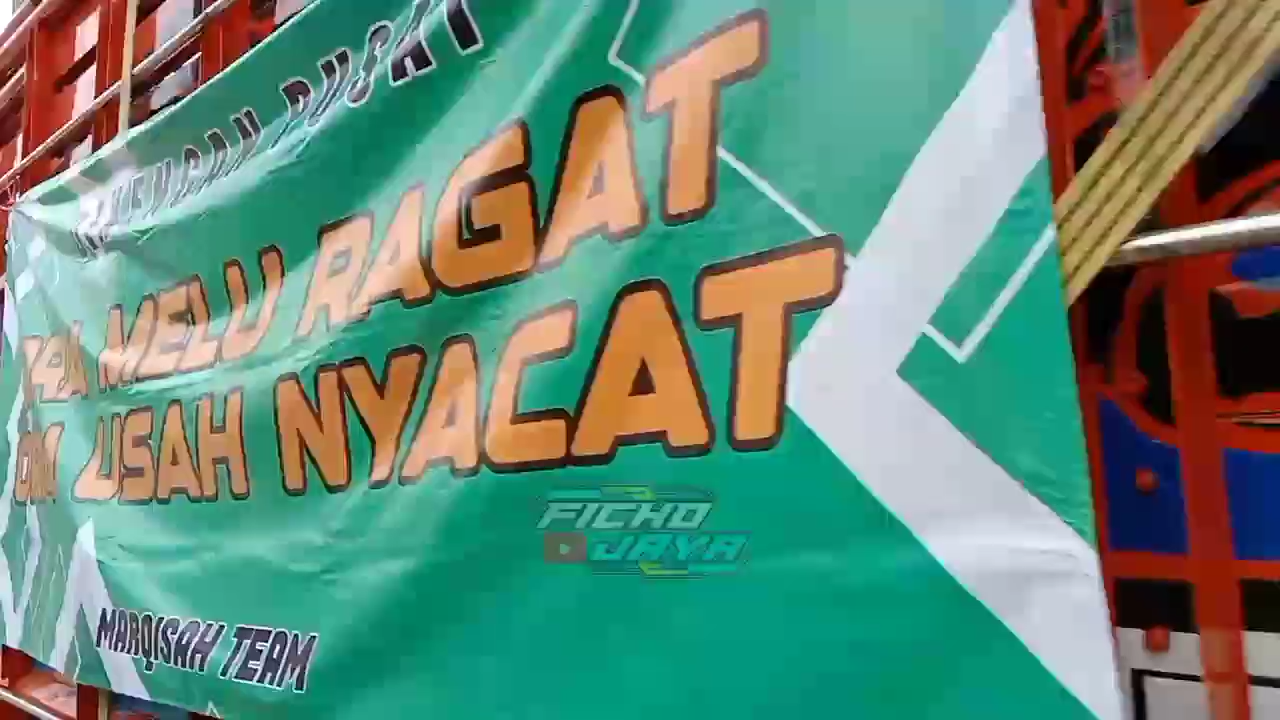 MELU RAGAT
USAH NYACAT
FICHO
JAYA
MARQISAH TEAM